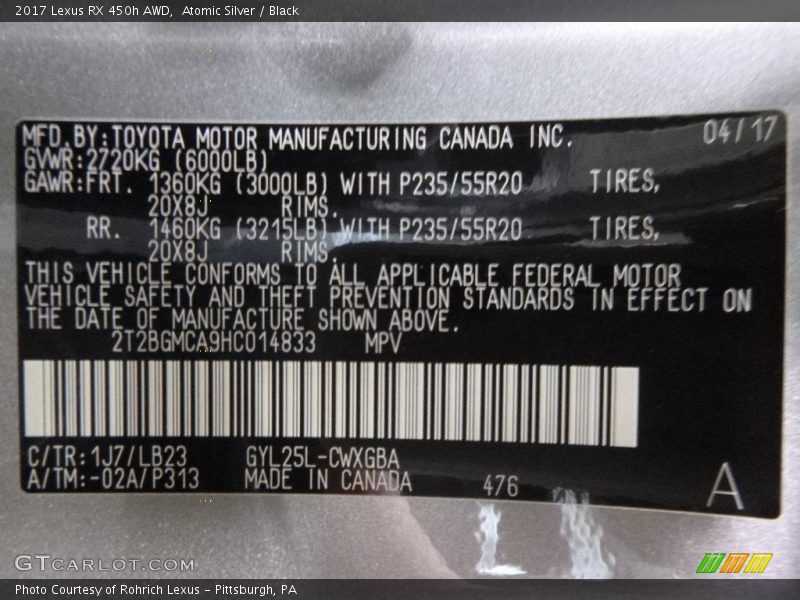 2017 Lexus RX 450h AWD,  Atomic Silver / Black
MFD.BY:TOYOTA MOTOR MANUFACTURING CANADA INC. 04/17
GVWR:2720KG (6000LB)
GAWR:FRT. 1360KG (3000LB) WITH P235/55R20 TIRES,
20X8J RIMS.
RR. 1460KG (3215LB) WITH P235/55R20 TIRES,
20X8J RIMS.
THIS VEHICLE CONFORMS TO ALL APPLICABLE FEDERAL MOTOR
VEHICLE SAFETY AND THEFT PREVENTION STANDARDS IN EFFECT ON
THE DATE OF MANUFACTURE SHOWN ABOVE.
2T2BGMCA9HC014833 MPV
C/TR:1J7/LB23 GYL25L-CWXGBA
A/TM:-02A/P313 MADE IN CANADA 476 A
GTCARLOT.COM
Photo Courtesy of Rohrich Lexus – Pittsburgh, PA